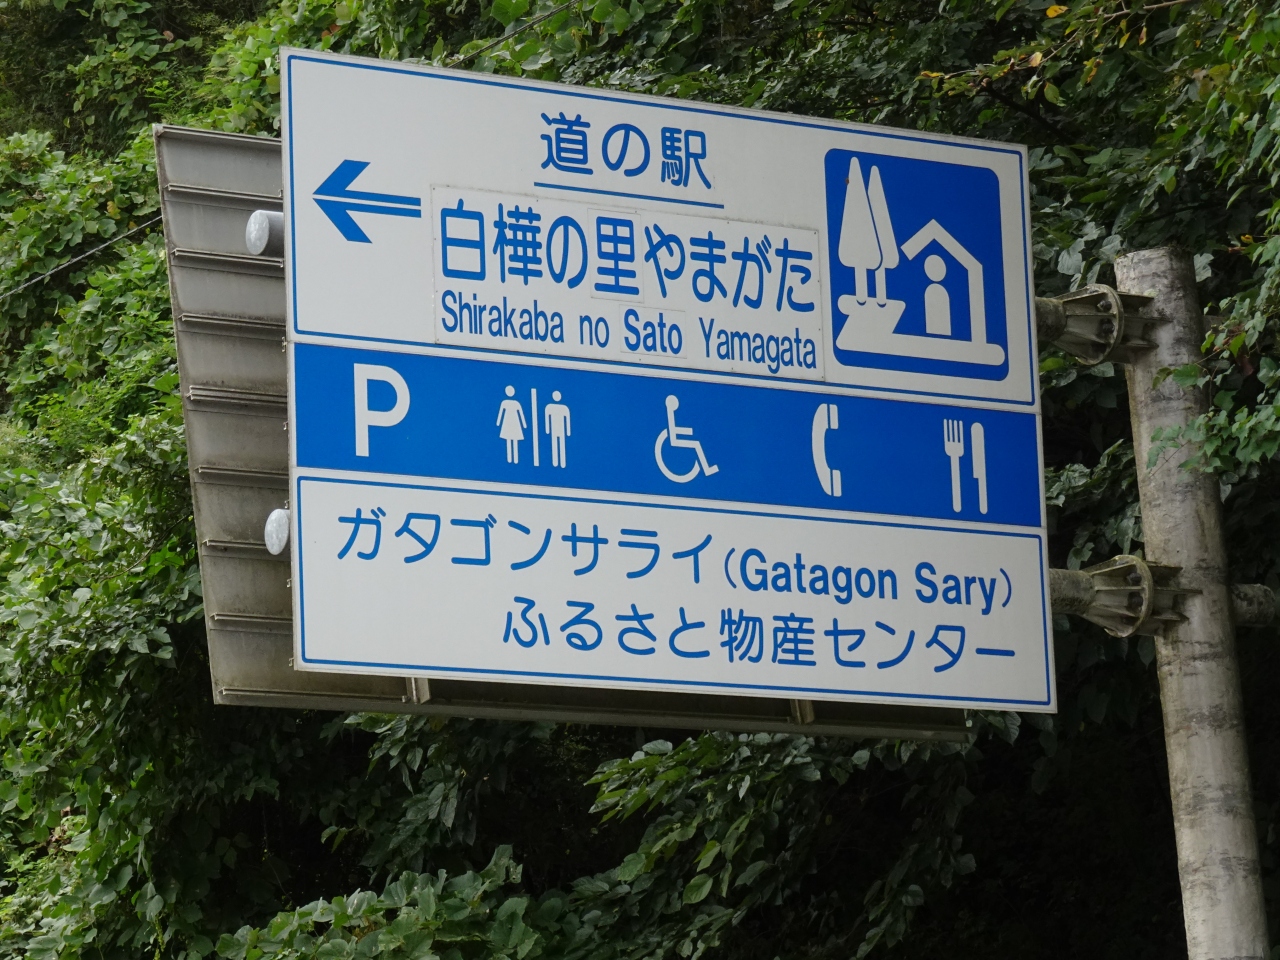 道の駅
白樺の里やまがた
Shirakaba no Sato Yamagata
P
ガタゴンサライ(Gatagon Sary)
ふるさと物産センター